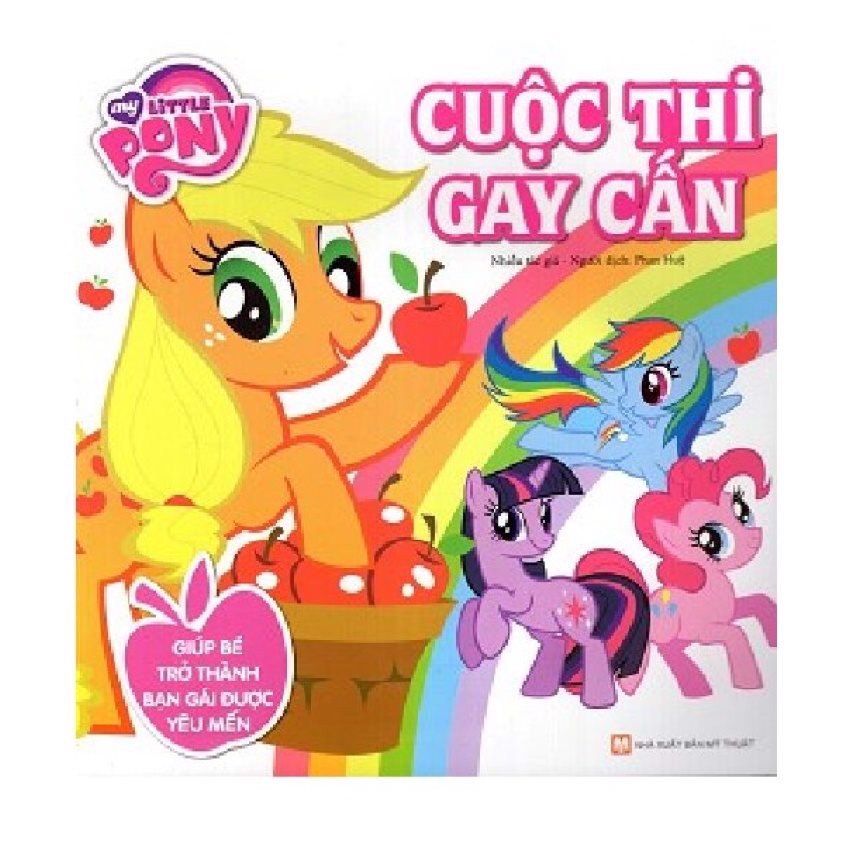 my LITTLE
PONY
CUỘC THI
GAY CẤN
Nhiều tác giả - Người dịch: Phan Huệ
GIÚP BÉ
TRỞ THÀNH
BẠN GÁI ĐƯỢC
YÊU MẾN
NHÀ XUẤT BẢN MỸ THUẬT